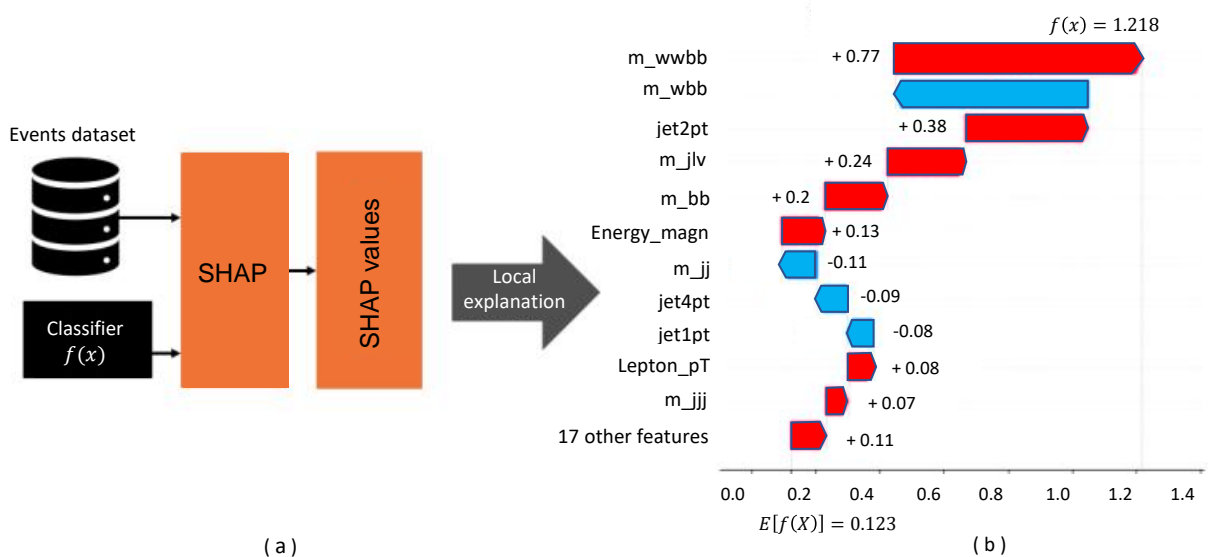 Events dataset
Classifier
f(x)
SHAP
SHAP values
Local
explanation
( a )
f(x) = 1.218
m_wwbb
+ 0.77
m_wbb
jet2pt
+ 0.38
m_jlv
+ 0.24
m_bb
+ 0.2
Energy_magn
+ 0.13
m_jj
-0.11
jet4pt
-0.09
jet1pt
-0.08
Lepton_pT
+ 0.08
m_jjj
+ 0.07
17 other features
+ 0.11
0.0 0.2 0.4 0.6 0.8 1.0 1.2 1.4
E[f(X)] = 0.123
( b )